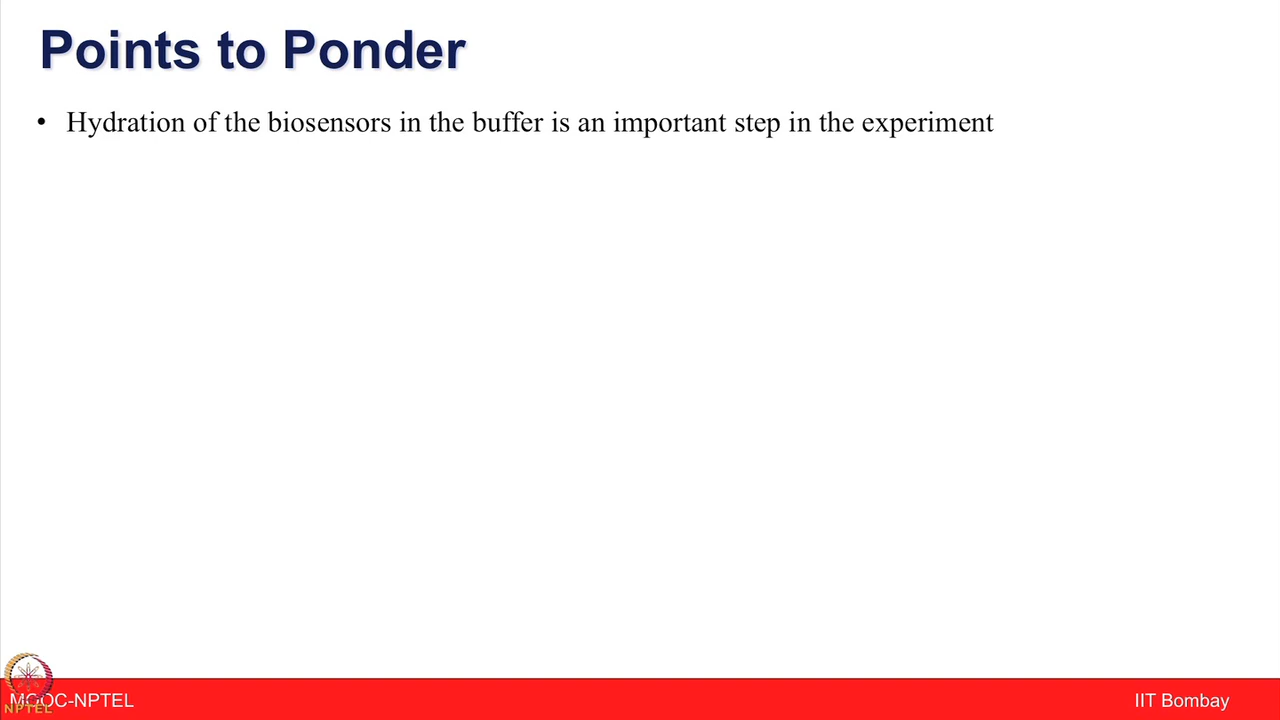 Points to Ponder
• Hydration of the biosensors in the buffer is an important step in the experiment
MOOC-NPTEL
NPTEL
IIT Bombay